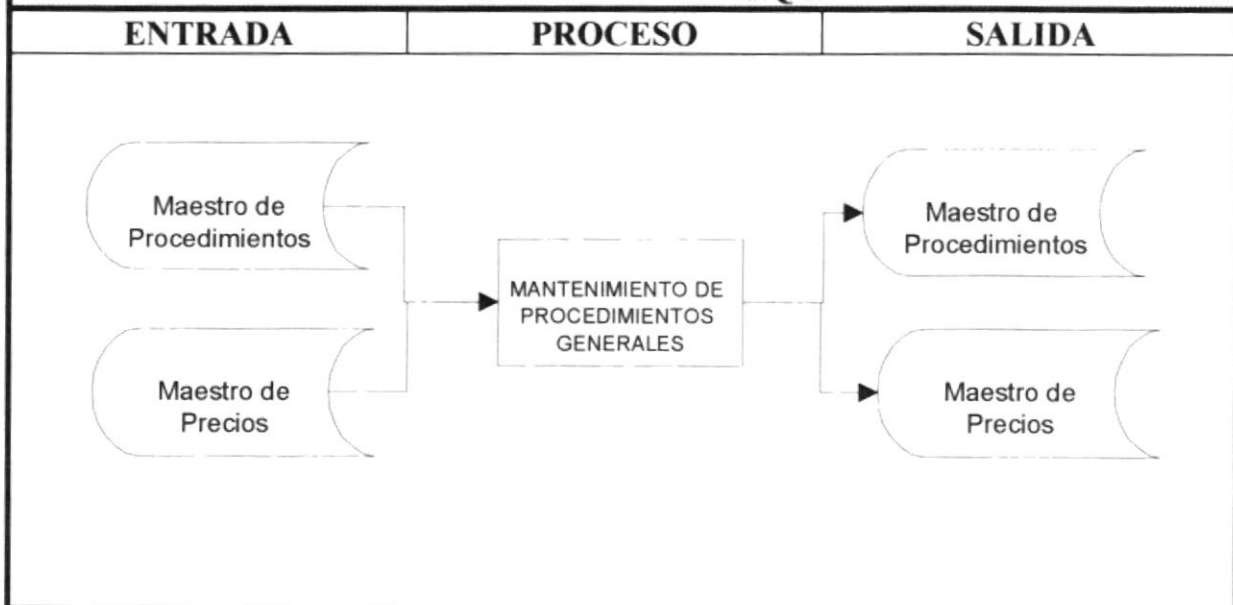 ENTRADA PROCESO SALIDA
Maestro de
Procedimientos
Maestro de
Precios
MANTENIMIENTO DE
PROCEDIMIENTOS
GENERALES
Maestro de
Procedimientos
Maestro de
Precios